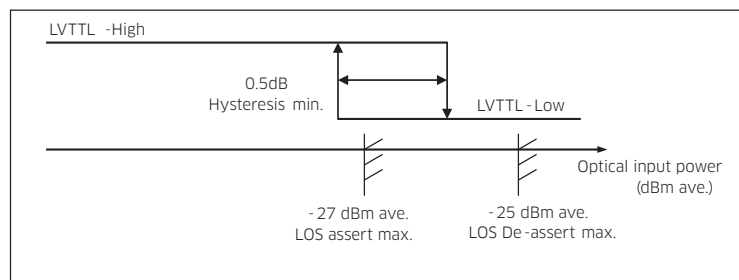 LVTTL -High
0.5dB
Hysteresis min.
LVTTL -Low
Optical input power
(dBm ave.)
-27 dBm ave.
LOS assert max.
-25 dBm ave.
LOS De-assert max.